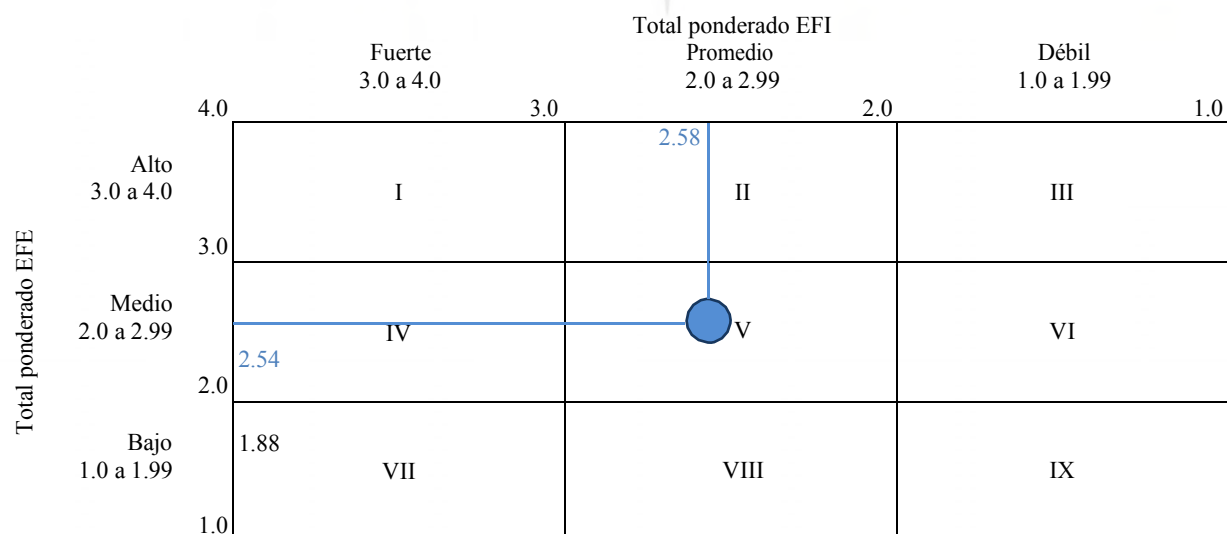 Total ponderado EFI
Fuerte Promedio Débil
3.0 a 4.0 2.0 a 2.99 1.0 a 1.99
4.0 3.0 2.0 1.0
2.58
Alto
3.0 a 4.0 I II III
3.0
Total ponderado EFE
Medio
2.0 a 2.99 IV V VI
2.54
2.0
Bajo 1.88
1.0 a 1.99 VII VIII IX
1.0